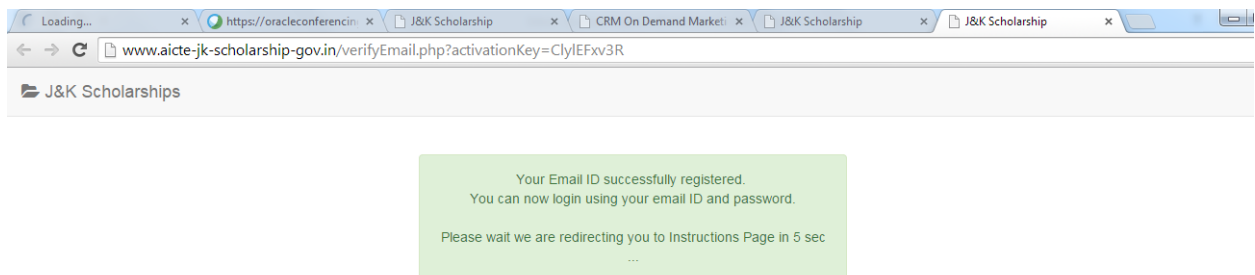 Loading...
https://oracleconferencin
J&K Scholarship
CRM On Demand Marketi
J&K Scholarship
J&K Scholarship
www.aicte-jk-scholarship-gov.in/verifyEmail.php?activationKey=ClylEFxv3R
J&K Scholarships
Your Email ID successfully registered.
You can now login using your email ID and password.
Please wait we are redirecting you to Instructions Page in 5 sec
...